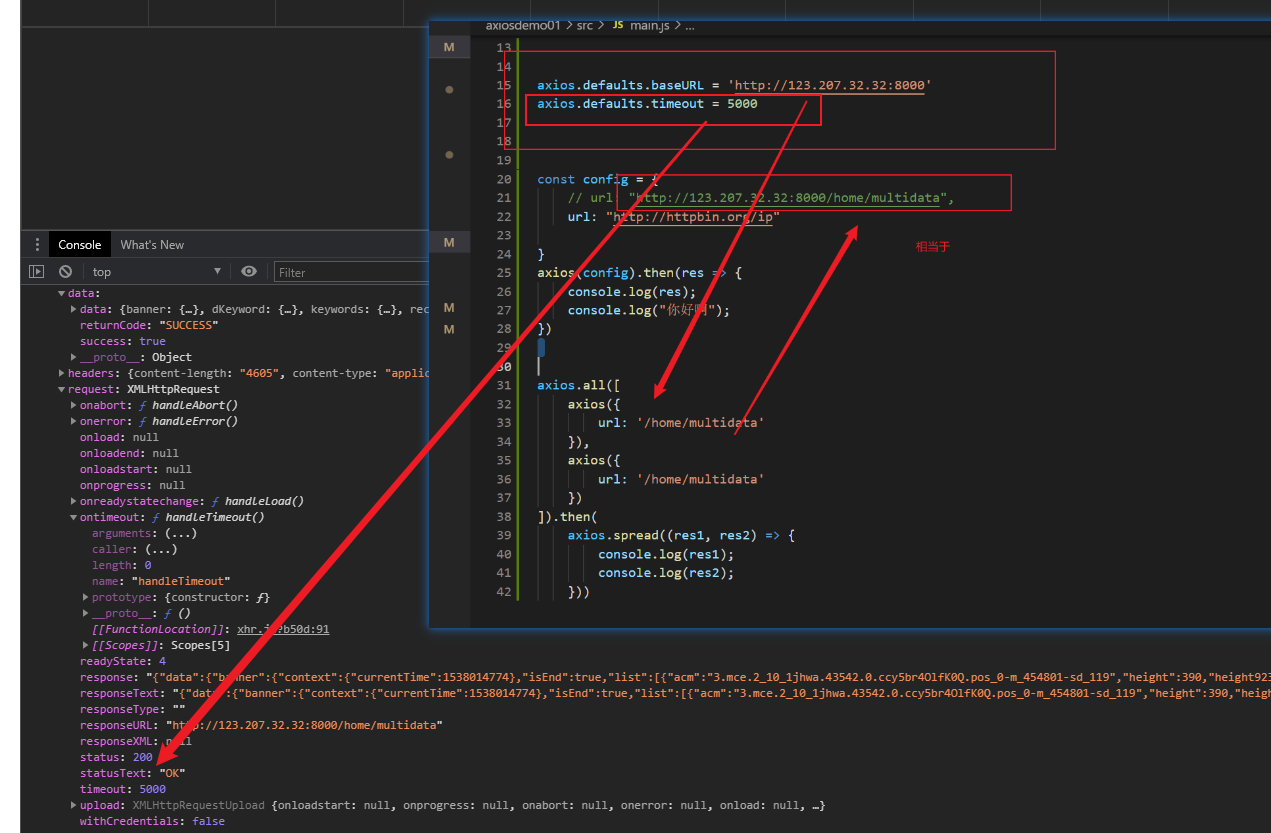 axiosdemo01 > src > JS main.js > ...
13
14
15 axios.defaults.baseURL = 'http://123.207.32.32:8000'
16 axios.defaults.timeout = 5000
17
18
19
20 const config = {
21 // url: "http://123.207.32.32:8000/home/multidata",
22 url: "http://httpbin.org/ip"
23
24 }
25 axios(config).then(res => {
26 console.log(res);
27 console.log("你好啊");
28 })
29
30
31 axios.all([
32 axios({
33 url: '/home/multidata'
34 }),
35 axios({
36 url: '/home/multidata'
37 })
38 ]).then(
39 axios.spread((res1, res2) => {
40 console.log(res1);
41 console.log(res2);
42 }))
M
M
M
M
相当于
Console What's New
top Filter
data:
data: {banner: {…}, dKeyword: {…}, keywords: {…}, rec
returnCode: "SUCCESS"
success: true
__proto__: Object
headers: {content-length: "4605", content-type: "applic
request: XMLHttpRequest
onabort: ƒ handleAbort()
onerror: ƒ handleError()
onload: null
onloadend: null
onloadstart: null
onprogress: null
onreadystatechange: ƒ handleLoad()
ontimeout: ƒ handleTimeout()
arguments: (...)
caller: (...)
length: 0
name: "handleTimeout"
prototype: {constructor: ƒ}
__proto__: ƒ ()
[[FunctionLocation]]: xhr.js?b50d:91
[[Scopes]]: Scopes[5]
readyState: 4
response: "{"data":{"banner":{"context":{"currentTime":1538014774},"isEnd":true,"list":[{"acm":"3.mce.2_10_1jhwa.43542.0.ccy5br4OlfK0Q.pos_0-m_454801-sd_119","height":390,"height923
responseText: "{"data":{"banner":{"context":{"currentTime":1538014774},"isEnd":true,"list":[{"acm":"3.mce.2_10_1jhwa.43542.0.ccy5br4OlfK0Q.pos_0-m_454801-sd_119","height":390,"heig
responseType: ""
responseURL: "http://123.207.32.32:8000/home/multidata"
responseXML: null
status: 200
statusText: "OK"
timeout: 5000
upload: XMLHttpRequestUpload {onloadstart: null, onprogress: null, onabort: null, onerror: null, onload: null, …}
withCredentials: false